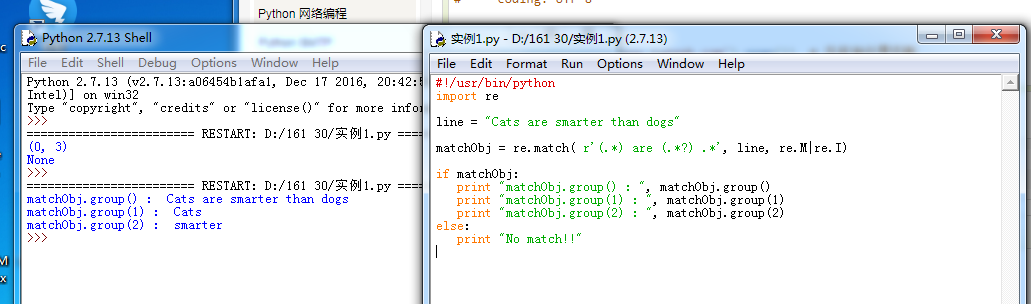 Python 网络编程
Python 2.7.13 Shell
File Edit Shell Debug Options Window Help
Python 2.7.13 (v2.7.13:a06454b1afa1, Dec 17 2016, 20:42:5
Intel)] on win32
Type "copyright", "credits" or "license()" for more infor
>>>
======================== RESTART: D:/161 30/实例1.py ====
(0, 3)
None
>>>
======================== RESTART: D:/161 30/实例1.py ====
matchObj.group() :  Cats are smarter than dogs
matchObj.group(1) :  Cats
matchObj.group(2) :  smarter
>>>
实例1.py - D:/161 30/实例1.py (2.7.13)
File Edit Format Run Options Window Help
#!/usr/bin/python
import re
line = "Cats are smarter than dogs"
matchObj = re.match( r'(.*) are (.*?) .*', line, re.M|re.I)
if matchObj:
   print "matchObj.group() : ", matchObj.group()
   print "matchObj.group(1) : ", matchObj.group(1)
   print "matchObj.group(2) : ", matchObj.group(2)
else:
   print "No match!!"